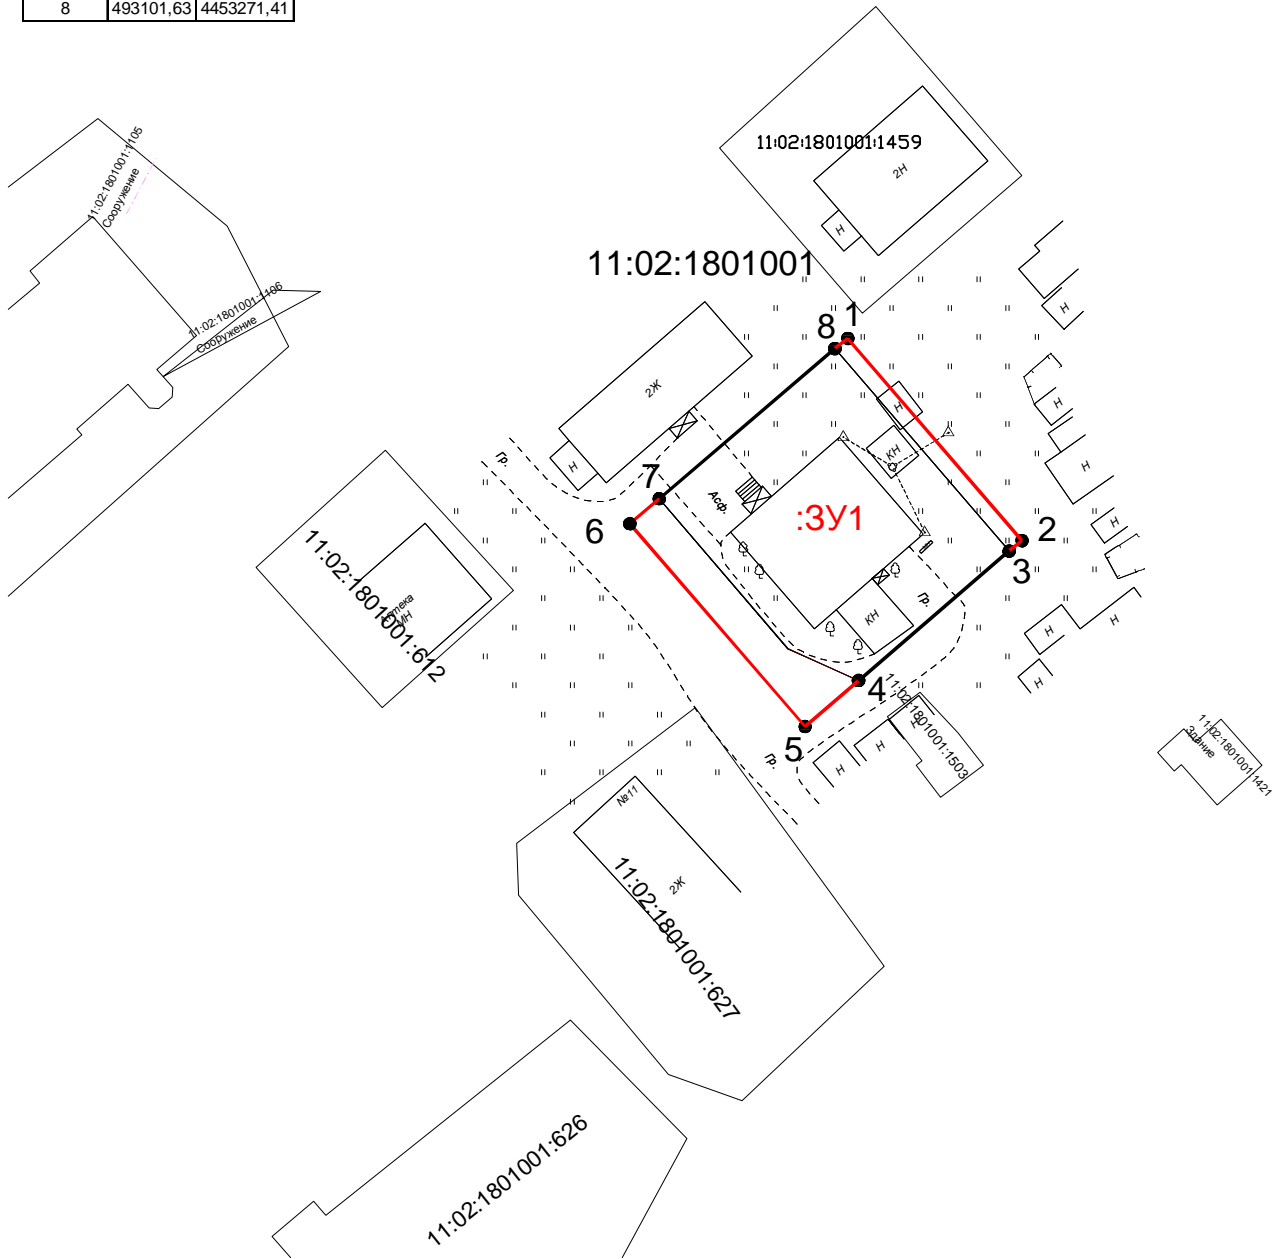 8 493101,63 4453271,41
11:02:1801001:1459
2Н
Н
11:02:1801001:1105
Сооружение
11:02:1801001
11:02:1801001:1106
Сооружение
Н
1
8
2Ж
Н
Н
КН
Н
Гр.
Н
7
Асф.
:ЗУ1
6
2
Н
3
11:02:1801001:612
Аптека
МН
Гр.
КН
Н
Н
Н
4
11:02:1801001:1503
Н
5
Н
Гр.
Н
11:02:1801001:1421
Здание
№11
2Ж
11:02:1801001:627
11:02:1801001:626